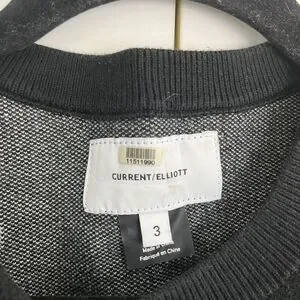 11511990
CURRENT/ELLIOTT
3
Made in China
Fabriqué en Chine